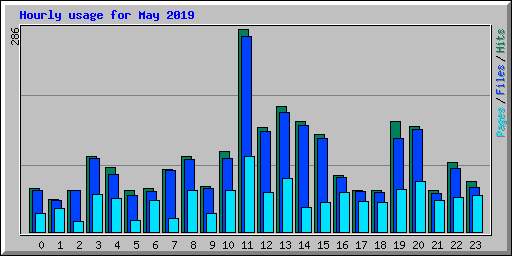 Hourly usage for May 2019
286
Pages/Files/Hits
0 1 2 3 4 5 6 7 8 9 10 11 12 13 14 15 16 17 18 19 20 21 22 23